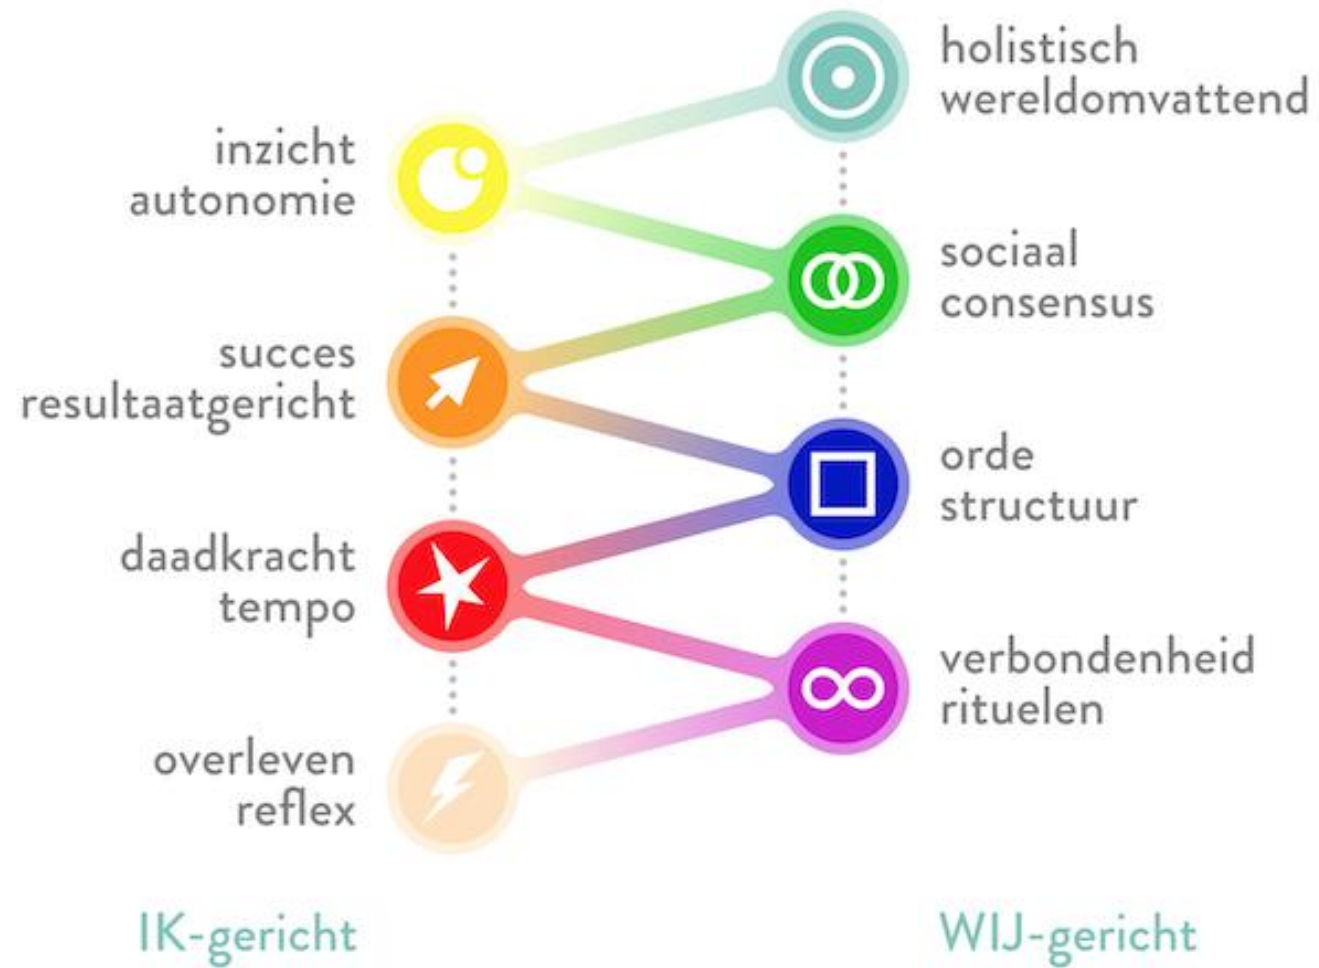 holistisch
wereldomvattend
inzicht
autonomie
sociaal
consensus
succes
resultaatgericht
orde
structuur
daadkracht
tempo
verbondenheid
rituelen
overleven
reflex
IK-gericht
WIJ-gericht